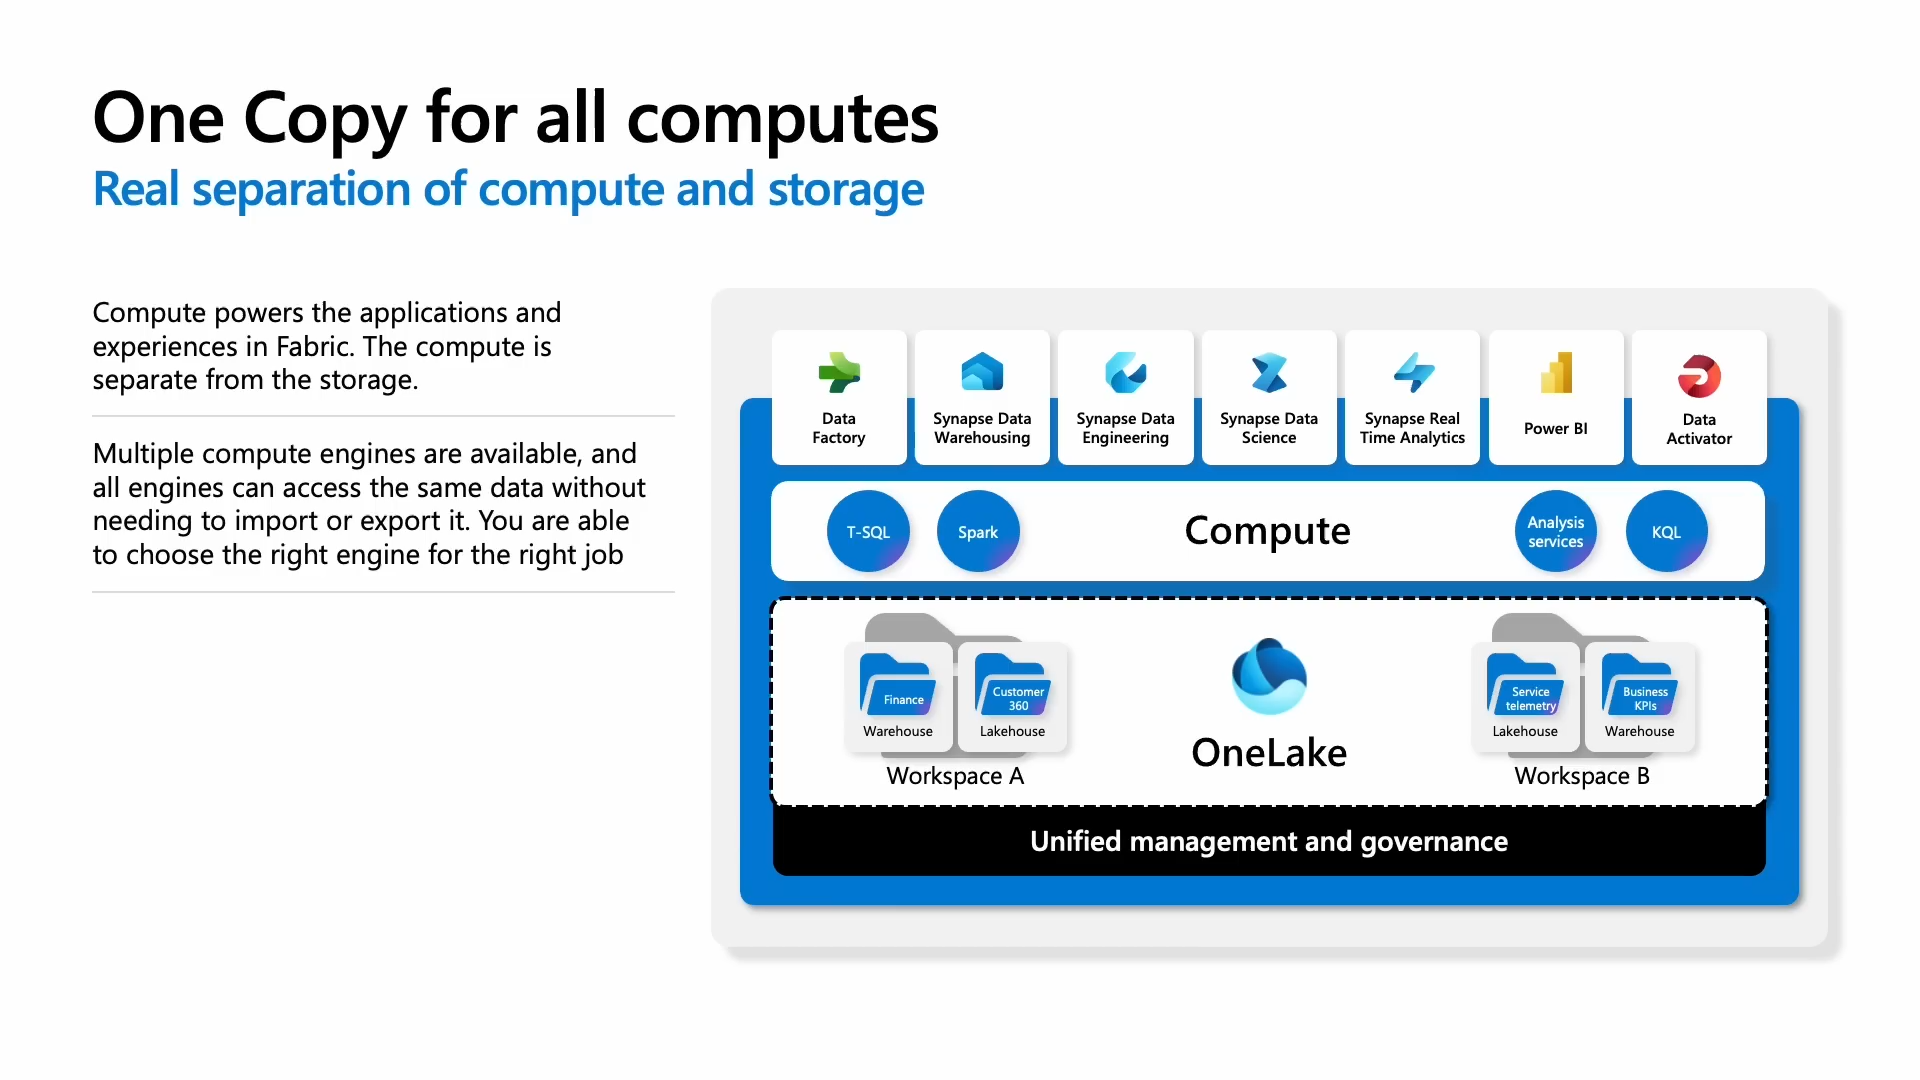 One Copy for all computes
Real separation of compute and storage
Compute powers the applications and
experiences in Fabric. The compute is
separate from the storage.
Multiple compute engines are available, and
all engines can access the same data without
needing to import or export it. You are able
to choose the right engine for the right job
Data
Factory
Synapse Data
Warehousing
Synapse Data
Engineering
Synapse Data
Science
Synapse Real
Time Analytics
Power BI
Data
Activator
T-SQL
Spark
Compute
Analysis
services
KQL
Finance
Warehouse
Customer
360
Lakehouse
Workspace A
OneLake
Service
telemetry
Lakehouse
Business
KPIs
Warehouse
Workspace B
Unified management and governance